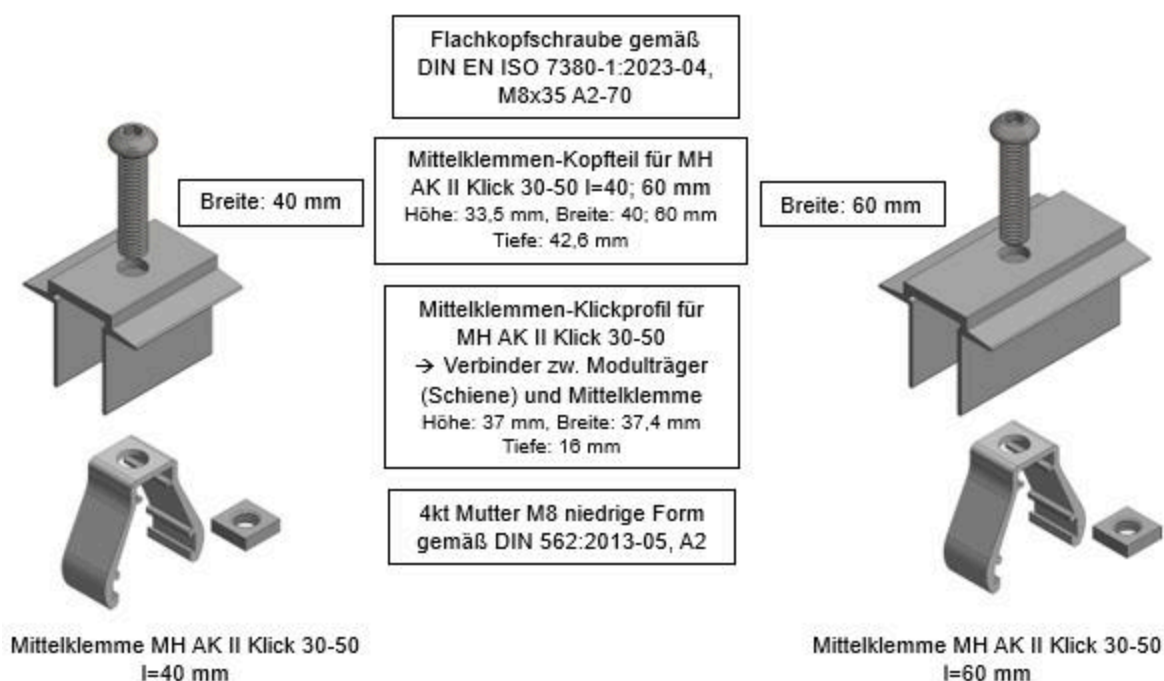 Flachkopfschraube gemäß
DIN EN ISO 7380-1:2023-04,
M8x35 A2-70
Mittelklemmen-Kopfteil für MH
AK II Klick 30-50 l=40; 60 mm
Höhe: 33,5 mm, Breite: 40; 60 mm
Tiefe: 42,6 mm
Breite: 40 mm
Breite: 60 mm
Mittelklemmen-Klickprofil für
MH AK II Klick 30-50
→ Verbinder zw. Modulträger
(Schiene) und Mittelklemme
Höhe: 37 mm, Breite: 37,4 mm
Tiefe: 16 mm
4kt Mutter M8 niedrige Form
gemäß DIN 562:2013-05, A2
Mittelklemme MH AK II Klick 30-50
l=40 mm
Mittelklemme MH AK II Klick 30-50
l=60 mm